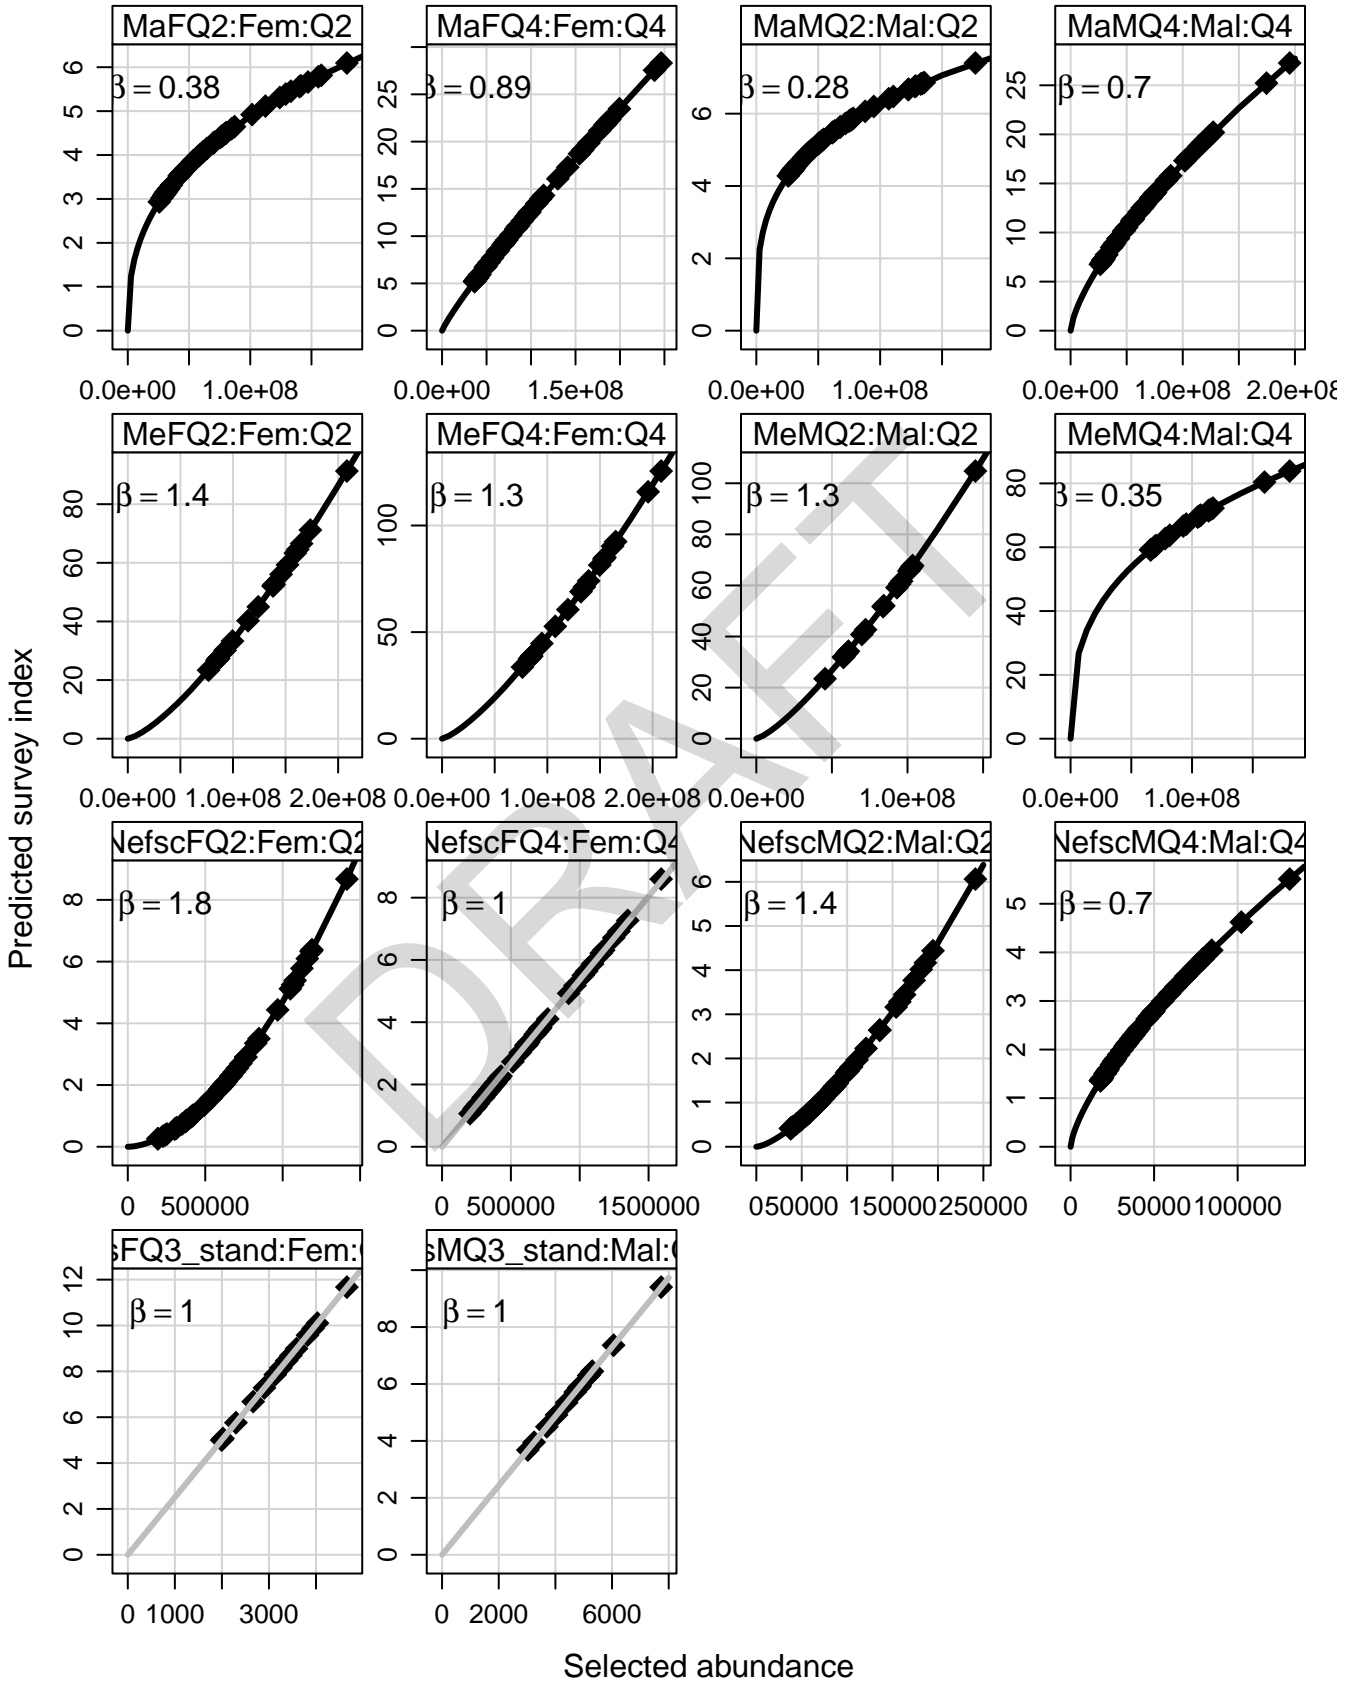 MaFQ2:Fem:Q2 MaFQ4:Fem:Q4 MaMQ2:Mal:Q2 MaMQ4:Mal:Q4
β = 0.38 β = 0.89 β = 0.28 β = 0.7
0 1 2 3 4 5 6
0 5 10 15 20 25
0 2 4 6
0 5 10 15 20 25
0.0e+00 1.0e+08 0.0e+00 1.5e+08 0.0e+00 1.0e+08 0.0e+00 1.0e+08 2.0e+08
MeFQ2:Fem:Q2 MeFQ4:Fem:Q4 MeMQ2:Mal:Q2 MeMQ4:Mal:Q4
β = 1.4 β = 1.3 β = 1.3 β = 0.35
0 20 40 60 80
0 50 100
0 20 40 60 80 100
0 20 40 60 80
0.0e+00 1.0e+08 2.0e+08 0.0e+00 1.0e+08 2.0e+08 0.0e+00 1.0e+08 0.0e+00 1.0e+08
NefscFQ2:Fem:Q2 NefscFQ4:Fem:Q4 NefscMQ2:Mal:Q2 NefscMQ4:Mal:Q4
β = 1.8 β = 1 β = 1.4 β = 0.7
0 2 4 6 8
0 2 4 6 8
0 1 2 3 4 5 6
0 1 2 3 4 5
0 5000000 0 500000 1500000 0 500000 1500000 2500000
sFQ3_stand:Fem: sMQ3_stand:Mal:
β = 1 β = 1
0 2 4 6 8 10 12
0 2 4 6 8
0 1000 3000 0 2000 6000
Predicted survey index
Selected abundance
DRAFT